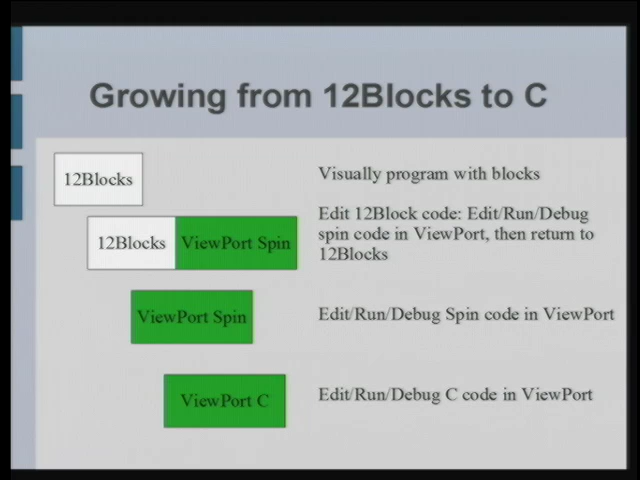 Growing from 12Blocks to C
12Blocks
Visually program with blocks
12Blocks
ViewPort Spin
Edit 12Block code: Edit/Run/Debug
spin code in ViewPort, then return to
12Blocks
ViewPort Spin
Edit/Run/Debug Spin code in ViewPort
ViewPort C
Edit/Run/Debug C code in ViewPort